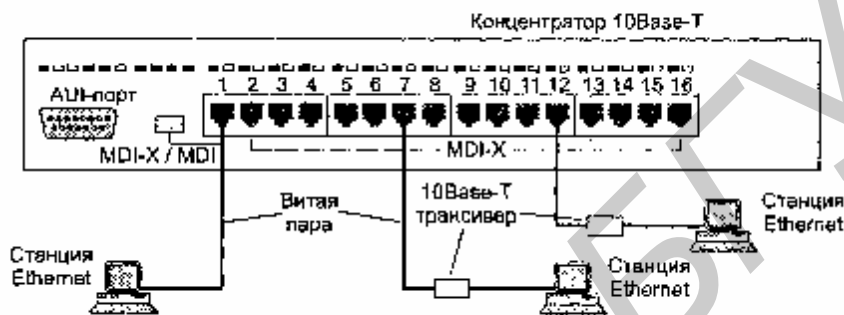 Концентратор 10Base-T
1 2 3 4 5 6 7 8 9 10 11 12 13 14 15 16
AUI-порт
MDI-X / MDI
MDI-X
Витая
пара
10Base-T
трансивер
Станция
Ethernet
Станция
Ethernet
Станция
Ethernet